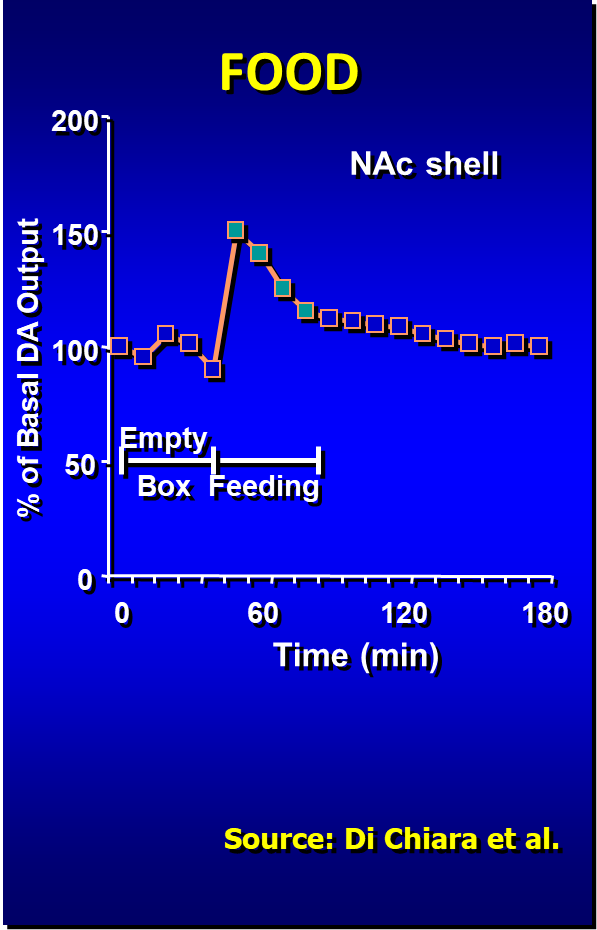 FOOD
NAc shell
% of Basal DA Output
200
150
100
50
0
Empty
Box Feeding
0 60 120 180
Time (min)
Source: Di Chiara et al.